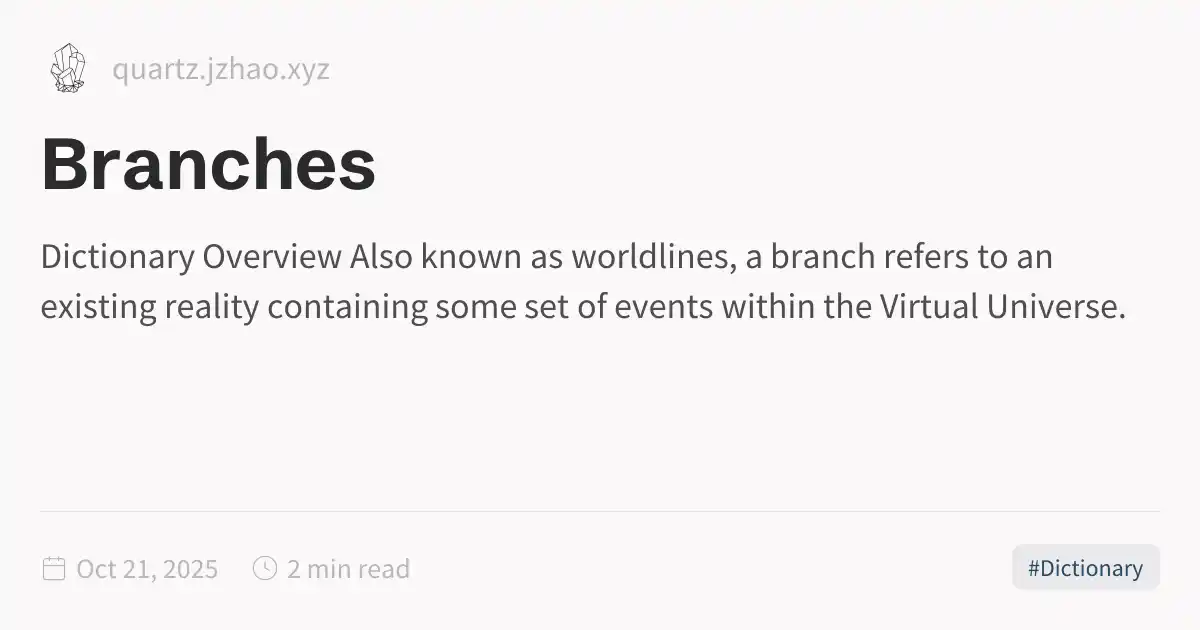 quartz.jzhao.xyz
Branches
Dictionary Overview Also known as worldlines, a branch refers to an
existing reality containing some set of events within the Virtual Universe.
Oct 21, 2025 2 min read #Dictionary